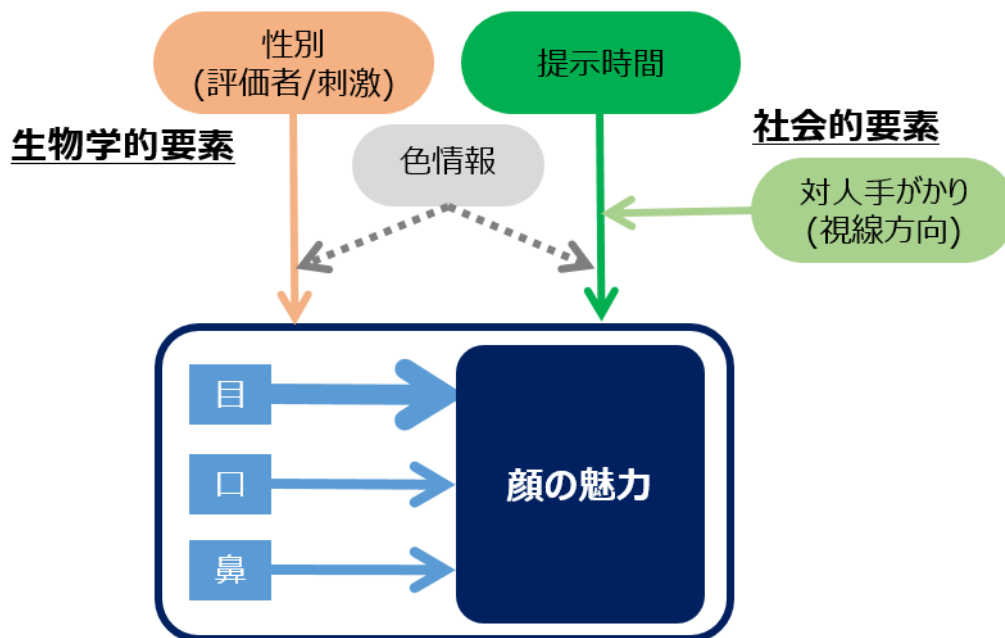 性別
(評価者/刺激)
提示時間
生物学的要素
社会的要素
色情報
対人手がかり
(視線方向)
目
口
鼻
顔の魅力